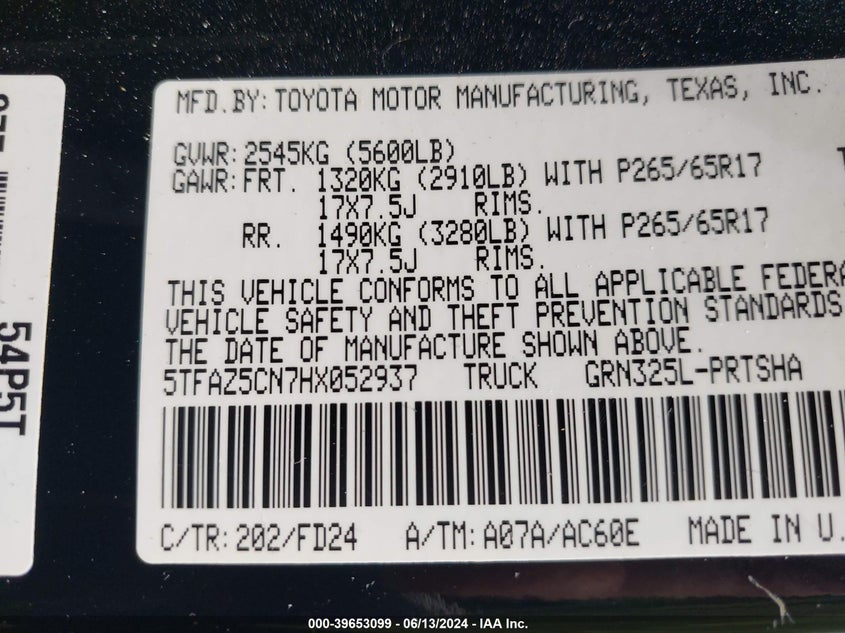 MFD.BY: TOYOTA MOTOR MANUFACTURING, TEXAS, INC.
GVWR: 2545KG (5600LB)
GAWR: FRT. 1320KG (2910LB) WITH P265/65R17
17X7.5J RIMS.
RR. 1490KG (3280LB) WITH P265/65R17
17X7.5J RIMS.
THIS VEHICLE CONFORMS TO ALL APPLICABLE FEDERA
VEHICLE SAFETY AND THEFT PREVENTION STANDARDS
THE DATE OF MANUFACTURE SHOWN ABOVE.
5TFAZ5CN7HX052937 TRUCK GRN325L-PRTSHA
C/TR: 202/FD24 A/TM: A07A/AC60E MADE IN U.
54P5T
000-39653099 - 06/13/2024 - IAA Inc.